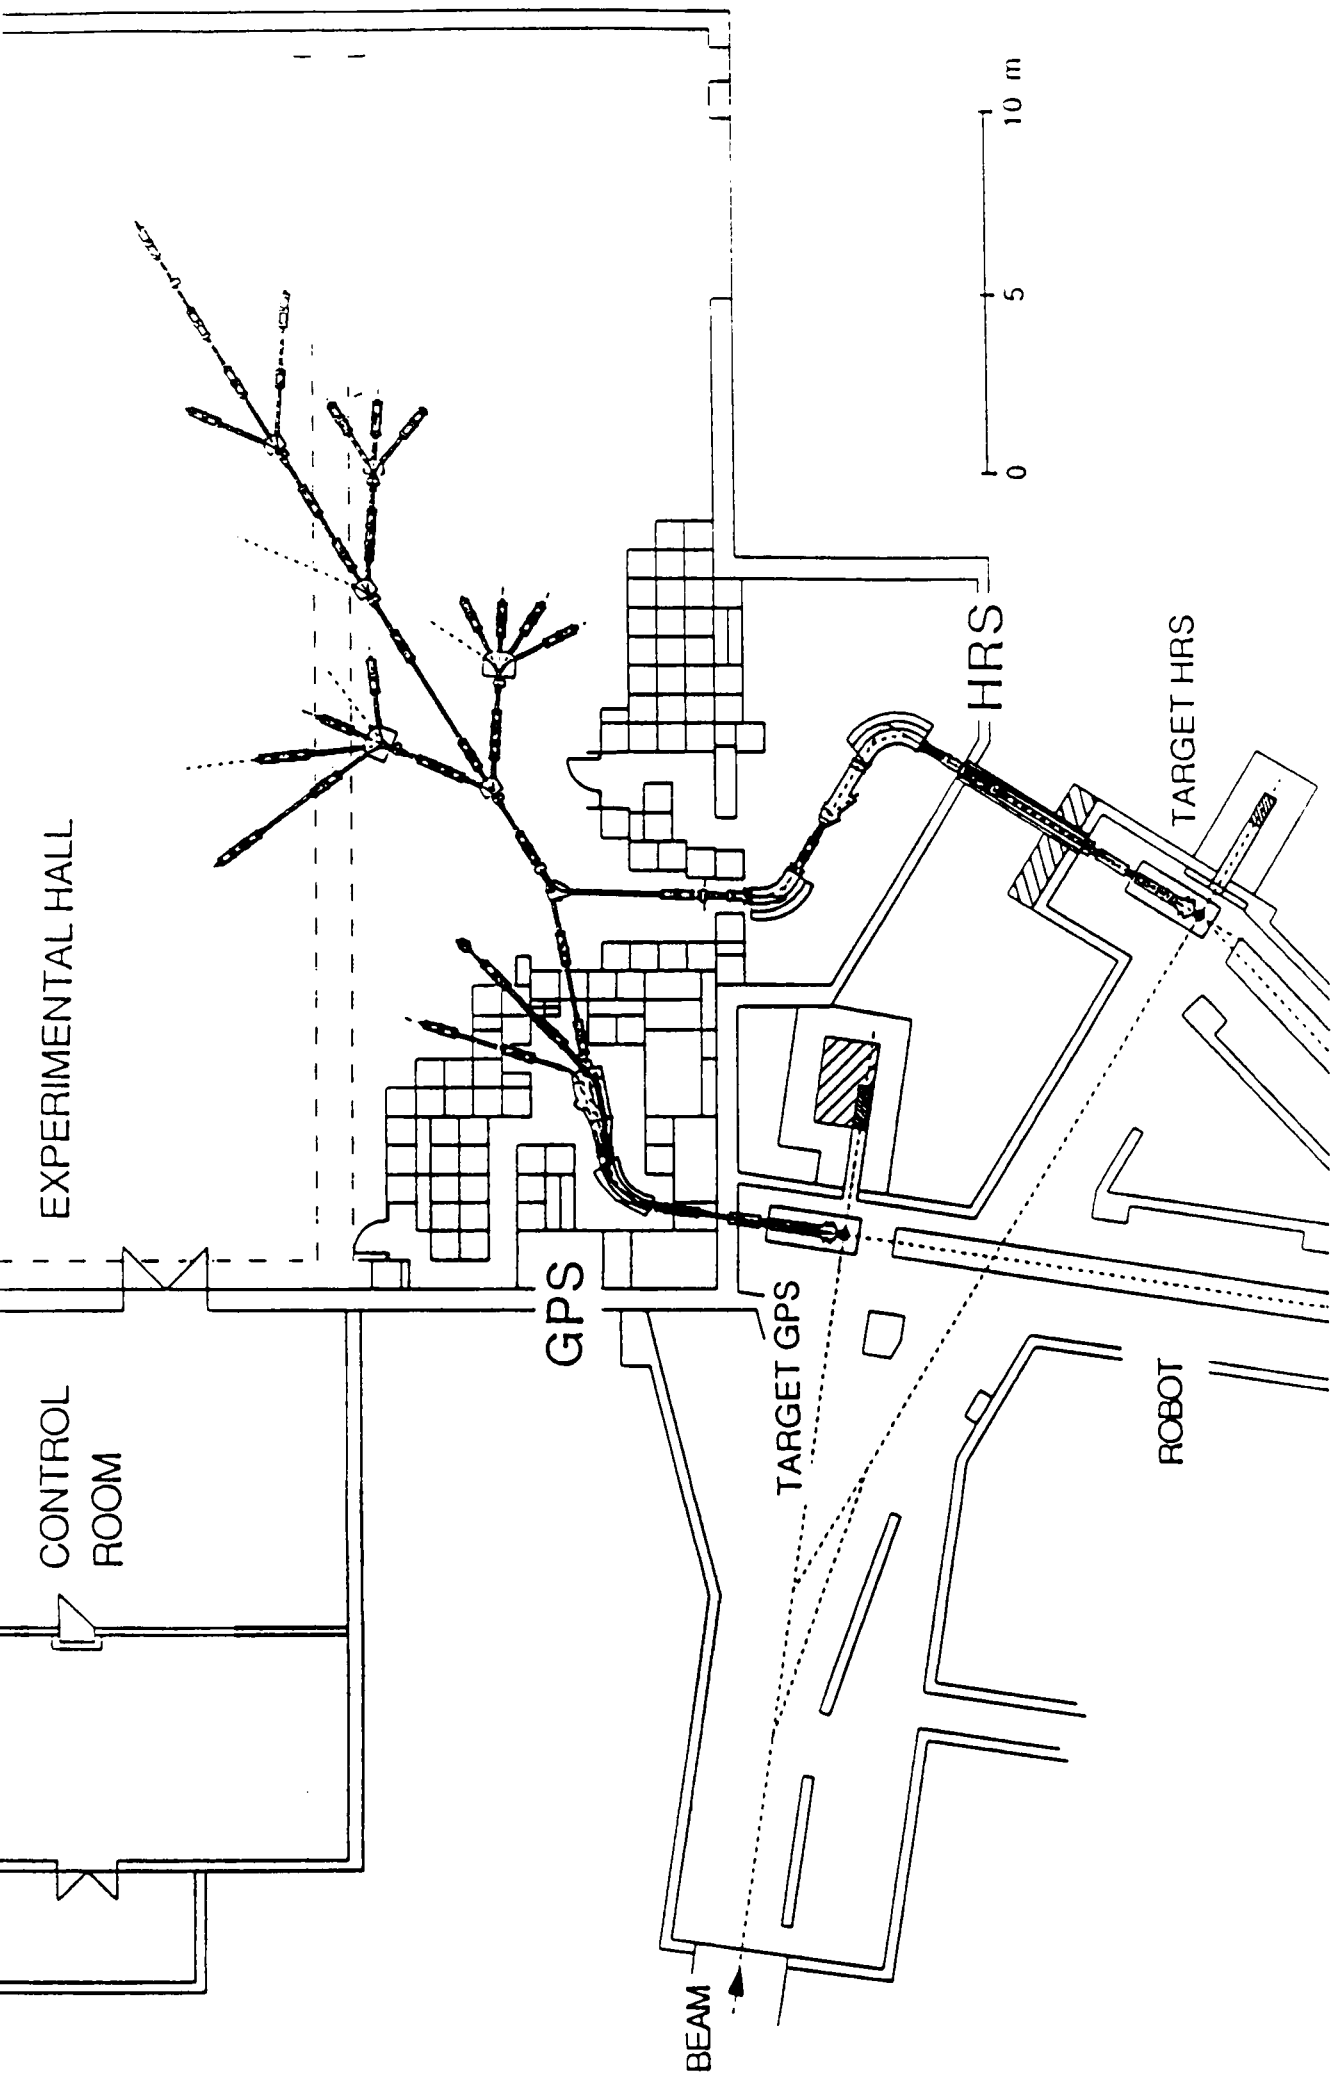 EXPERIMENTAL HALL
CONTROL
ROOM
GPS
HRS
TARGET GPS
TARGET HRS
BEAM
ROBOT
0
5
10 m